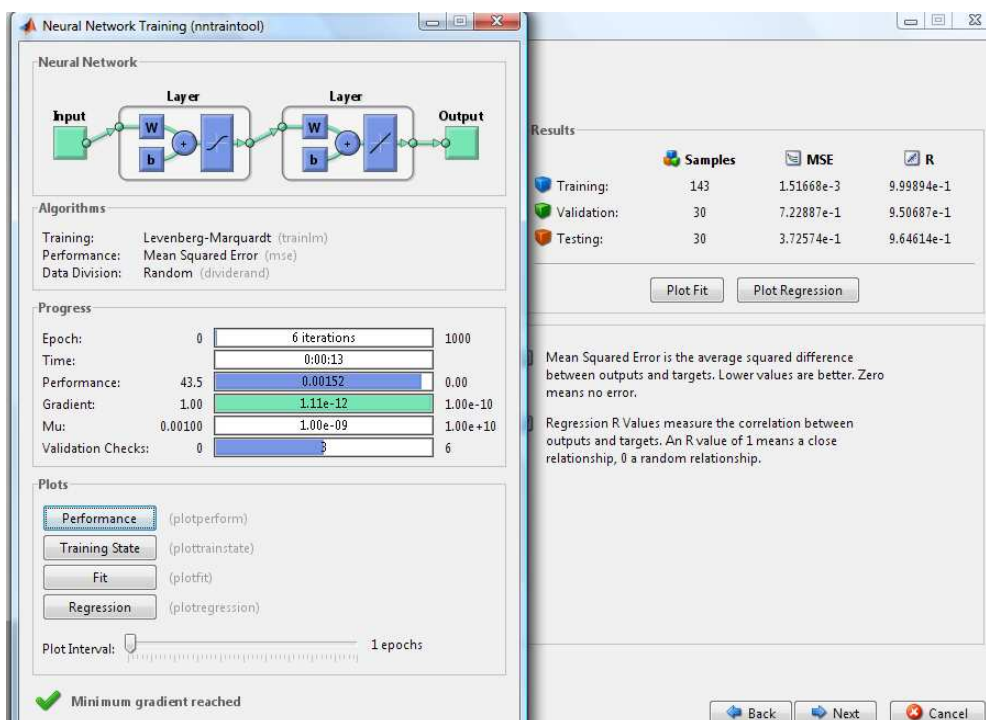 Neural Network Training (nntraintool)
Neural Network
Layer Layer
Input Output
W W
b b
+ +
Algorithms
Training: Levenberg-Marquardt (trainlm)
Performance: Mean Squared Error (mse)
Data Division: Random (dividerand)
Progress
Epoch: 0 6 iterations 1000
Time: 0:00:13
Performance: 43.5 0.00152 0.00
Gradient: 1.00 1.11e-12 1.00e-10
Mu: 0.00100 1.00e-09 1.00e+10
Validation Checks: 0 3 6
Plots
Performance (plotperform)
Training State (plottrainstate)
Fit (plotfit)
Regression (plotregression)
Plot Interval: 1 epochs
Minimum gradient reached
Results
Samples MSE R
Training: 143 1.51668e-3 9.99894e-1
Validation: 30 7.22887e-1 9.50687e-1
Testing: 30 3.72574e-1 9.64614e-1
Plot Fit Plot Regression
Mean Squared Error is the average squared difference
between outputs and targets. Lower values are better. Zero
means no error.
Regression R Values measure the correlation between
outputs and targets. An R value of 1 means a close
relationship, 0 a random relationship.
Back Next Cancel